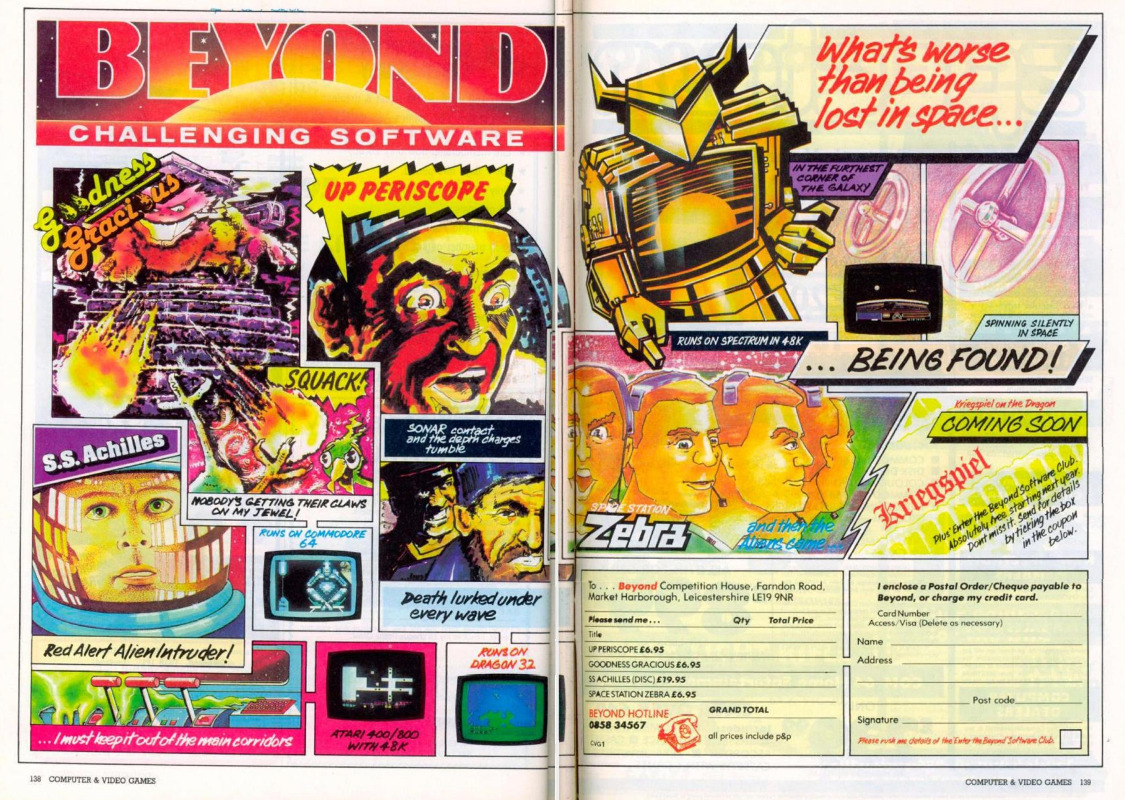 BEYOND
CHALLENGING SOFTWARE
Goodness
Gracious
UP PERISCOPE
SQUACK!
SONAR contact
and the depth charges
tumble
S.S. Achilles
NOBODY'S GETTING THEIR CLAWS
ON MY JEWEL!
RUNS ON COMMODORE
64
Death lurked under
every wave
Red Alert Alien Intruder!
RUNS ON
DRAGON 32
... I must keep it out of the main corridors
ATARI 400/800
WITH 48K
138 COMPUTER & VIDEO GAMES
What's worse
than being
lost in space...
IN THE FURTHEST
CORNER OF
THE GALAXY
SPINNING SILENTLY
IN SPACE
RUNS ON SPECTRUM IN 48K
... BEING FOUND!
Kriegspiel on the Dragon
COMING SOON
Kriegspiel
Plus 'Enter the Beyond' Software Club.
Absolutely free, starting next year.
Dont miss it. Send for details
by ticking the box
in the coupon
below.
SPACE STATION
Zebra
and then the
Aliens came...
To . . . . Beyond Competition House, Farndon Road,
Market Harborough, Leicestershire LE19 9NR
Please send me . . . Qty Total Price
Title
UP PERISCOPE £6.95
GOODNESS GRACIOUS £6.95
SS ACHILLES (DISC) £19.95
SPACE STATION ZEBRA £6.95
BEYOND HOTLINE
0858 34567
GRAND TOTAL
all prices include p&p
CVG1
I enclose a Postal Order/Cheque payable to
Beyond, or charge my credit card.
Card Number
Access/Visa (Delete as necessary)
Name
Address
Post code
Signature
Please rush me details of the 'Enter the Beyond' Software Club.
COMPUTER & VIDEO GAMES 139